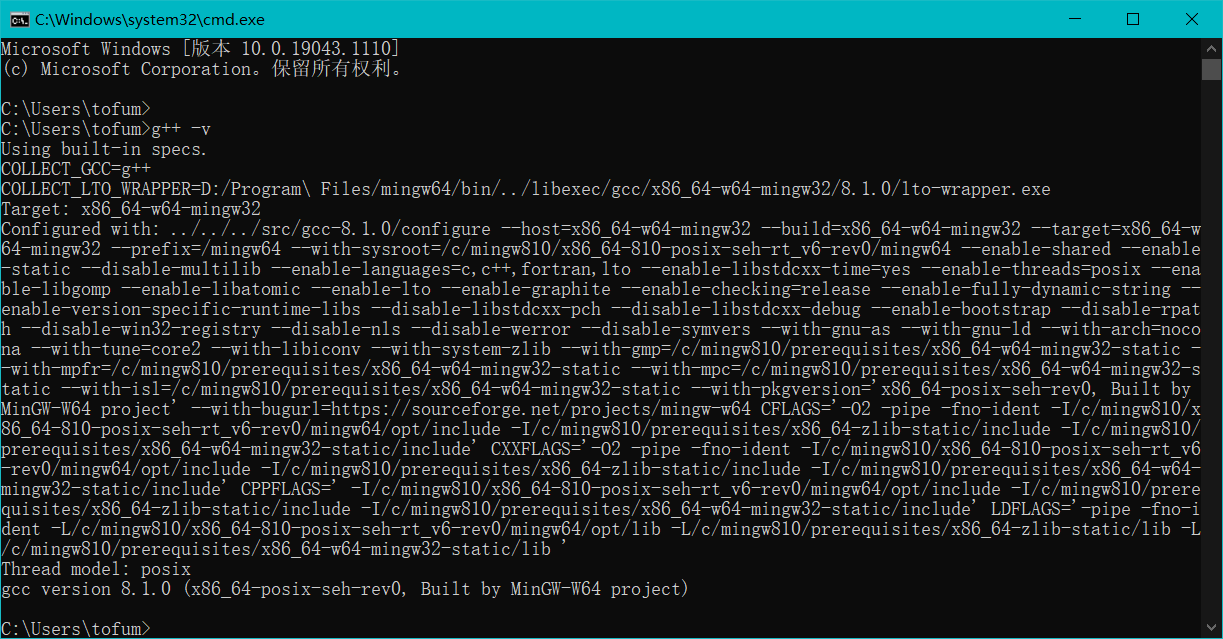 C:\Windows\system32\cmd.exe
Microsoft Windows [版本 10.0.19043.1110]
(c) Microsoft Corporation。保留所有权利。
C:\Users\tofum>
C:\Users\tofum>g++ -v
Using built-in specs.
COLLECT_GCC=g++
COLLECT_LTO_WRAPPER=D:/Program\ Files/mingw64/bin/../libexec/gcc/x86_64-w64-mingw32/8.1.0/lto-wrapper.exe
Target: x86_64-w64-mingw32
Configured with: ../../../src/gcc-8.1.0/configure --host=x86_64-w64-mingw32 --build=x86_64-w64-mingw32 --target=x86_64-w
64-mingw32 --prefix=/mingw64 --with-sysroot=/c/mingw810/x86_64-810-posix-seh-rt_v6-rev0/mingw64 --enable-shared --enable
-static --disable-multilib --enable-languages=c,c++,fortran,lto --enable-libstdcxx-time=yes --enable-threads=posix --ena
ble-libgomp --enable-libatomic --enable-lto --enable-graphite --enable-checking=release --enable-fully-dynamic-string --
enable-version-specific-runtime-libs --disable-libstdcxx-pch --disable-libstdcxx-debug --enable-bootstrap --disable-rpat
h --disable-win32-registry --disable-nls --disable-werror --disable-symvers --with-gnu-as --with-gnu-ld --with-arch=noco
na --with-tune=core2 --with-libiconv --with-system-zlib --with-gmp=/c/mingw810/prerequisites/x86_64-w64-mingw32-static -
-with-mpfr=/c/mingw810/prerequisites/x86_64-w64-mingw32-static --with-mpc=/c/mingw810/prerequisites/x86_64-w64-mingw32-s
tatic --with-isl=/c/mingw810/prerequisites/x86_64-w64-mingw32-static --with-pkgversion='x86_64-posix-seh-rev0, Built by
MinGW-W64 project' --with-bugurl=https://sourceforge.net/projects/mingw-w64 CFLAGS='-O2 -pipe -fno-ident -I/c/mingw810/x
86_64-810-posix-seh-rt_v6-rev0/mingw64/opt/include -I/c/mingw810/prerequisites/x86_64-zlib-static/include -I/c/mingw810/
prerequisites/x86_64-w64-mingw32-static/include' CXXFLAGS='-O2 -pipe -fno-ident -I/c/mingw810/x86_64-810-posix-seh-rt_v6
-rev0/mingw64/opt/include -I/c/mingw810/prerequisites/x86_64-zlib-static/include -I/c/mingw810/prerequisites/x86_64-w64-
mingw32-static/include' CPPFLAGS=' -I/c/mingw810/x86_64-810-posix-seh-rt_v6-rev0/mingw64/opt/include -I/c/mingw810/prere
quisites/x86_64-zlib-static/include -I/c/mingw810/prerequisites/x86_64-w64-mingw32-static/include' LDFLAGS='-pipe -fno-i
dent -L/c/mingw810/x86_64-810-posix-seh-rt_v6-rev0/mingw64/opt/lib -L/c/mingw810/prerequisites/x86_64-zlib-static/lib -L
/c/mingw810/prerequisites/x86_64-w64-mingw32-static/lib '
Thread model: posix
gcc version 8.1.0 (x86_64-posix-seh-rev0, Built by MinGW-W64 project)
C:\Users\tofum>